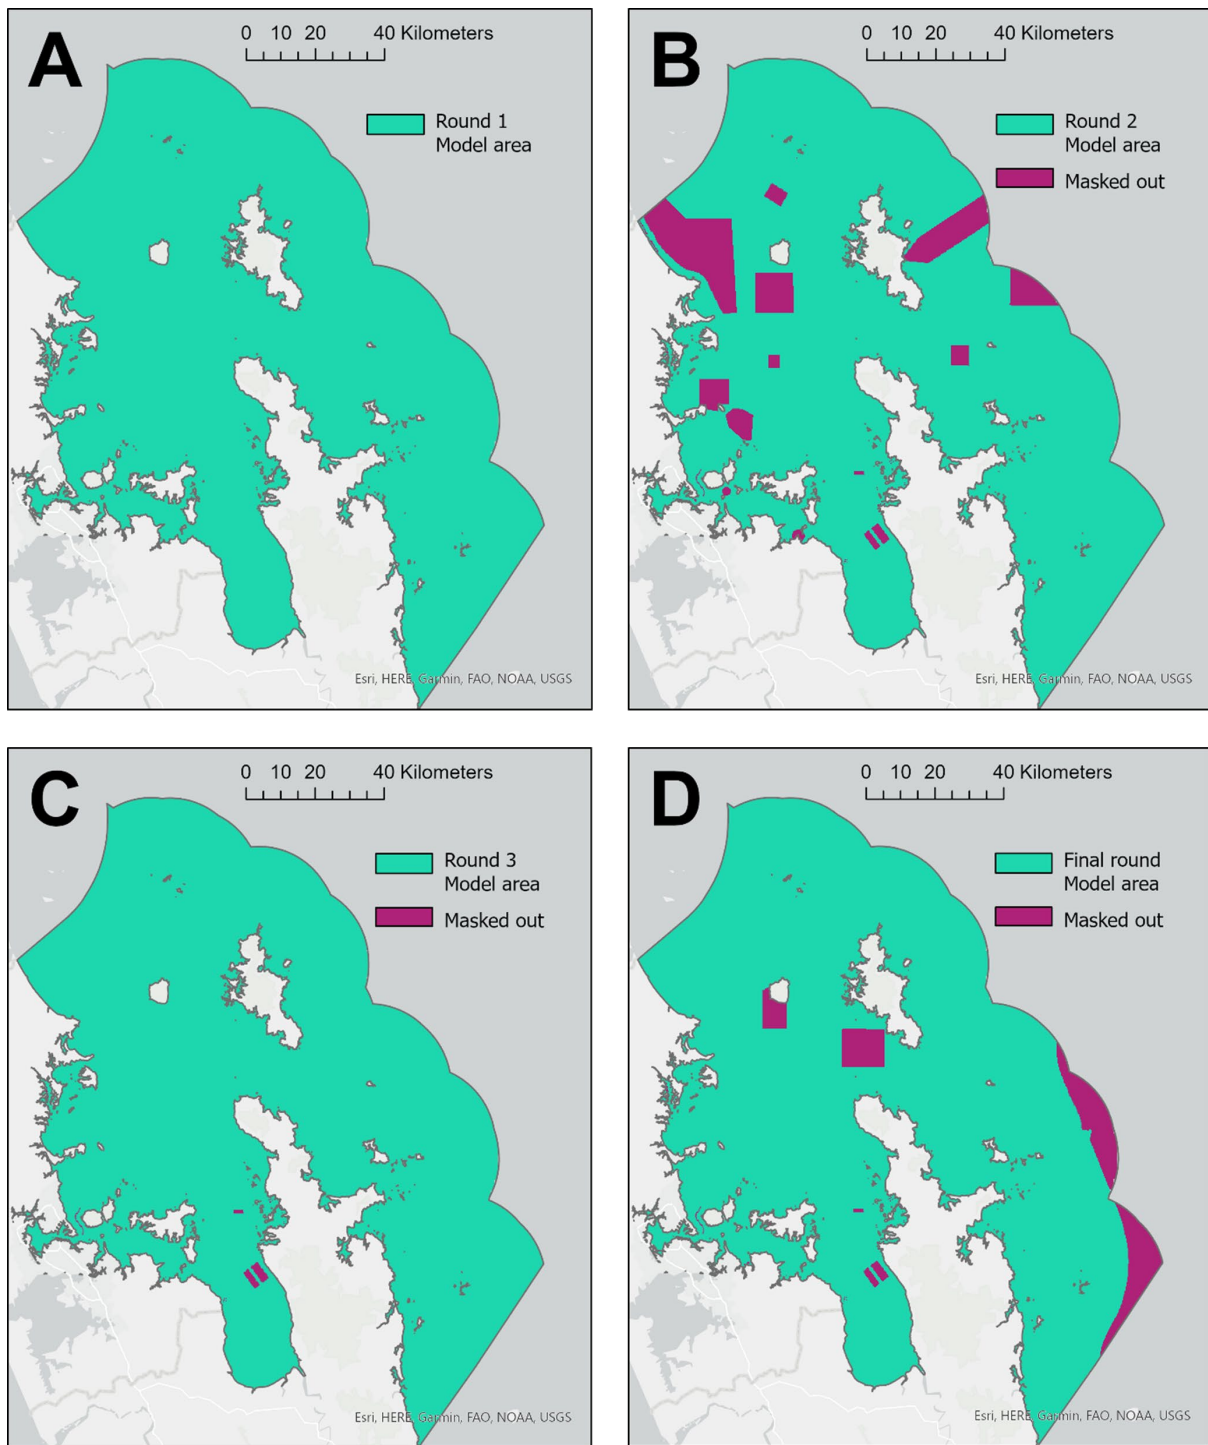 A
0 10 20 40 Kilometers
Round 1
Model area
Esri, HERE, Garmin, FAO, NOAA, USGS
B
0 10 20 40 Kilometers
Round 2
Model area
Masked out
Esri, HERE, Garmin, FAO, NOAA, USGS
C
0 10 20 40 Kilometers
Round 3
Model area
Masked out
Esri, HERE, Garmin, FAO, NOAA, USGS
D
0 10 20 40 Kilometers
Final round
Model area
Masked out
Esri, HERE, Garmin, FAO, NOAA, USGS